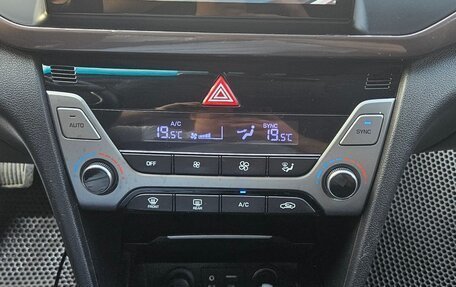 A/C SYNC
19.5°C 19.5°C
AUTO SYNC
OFF
FRONT REAR A/C